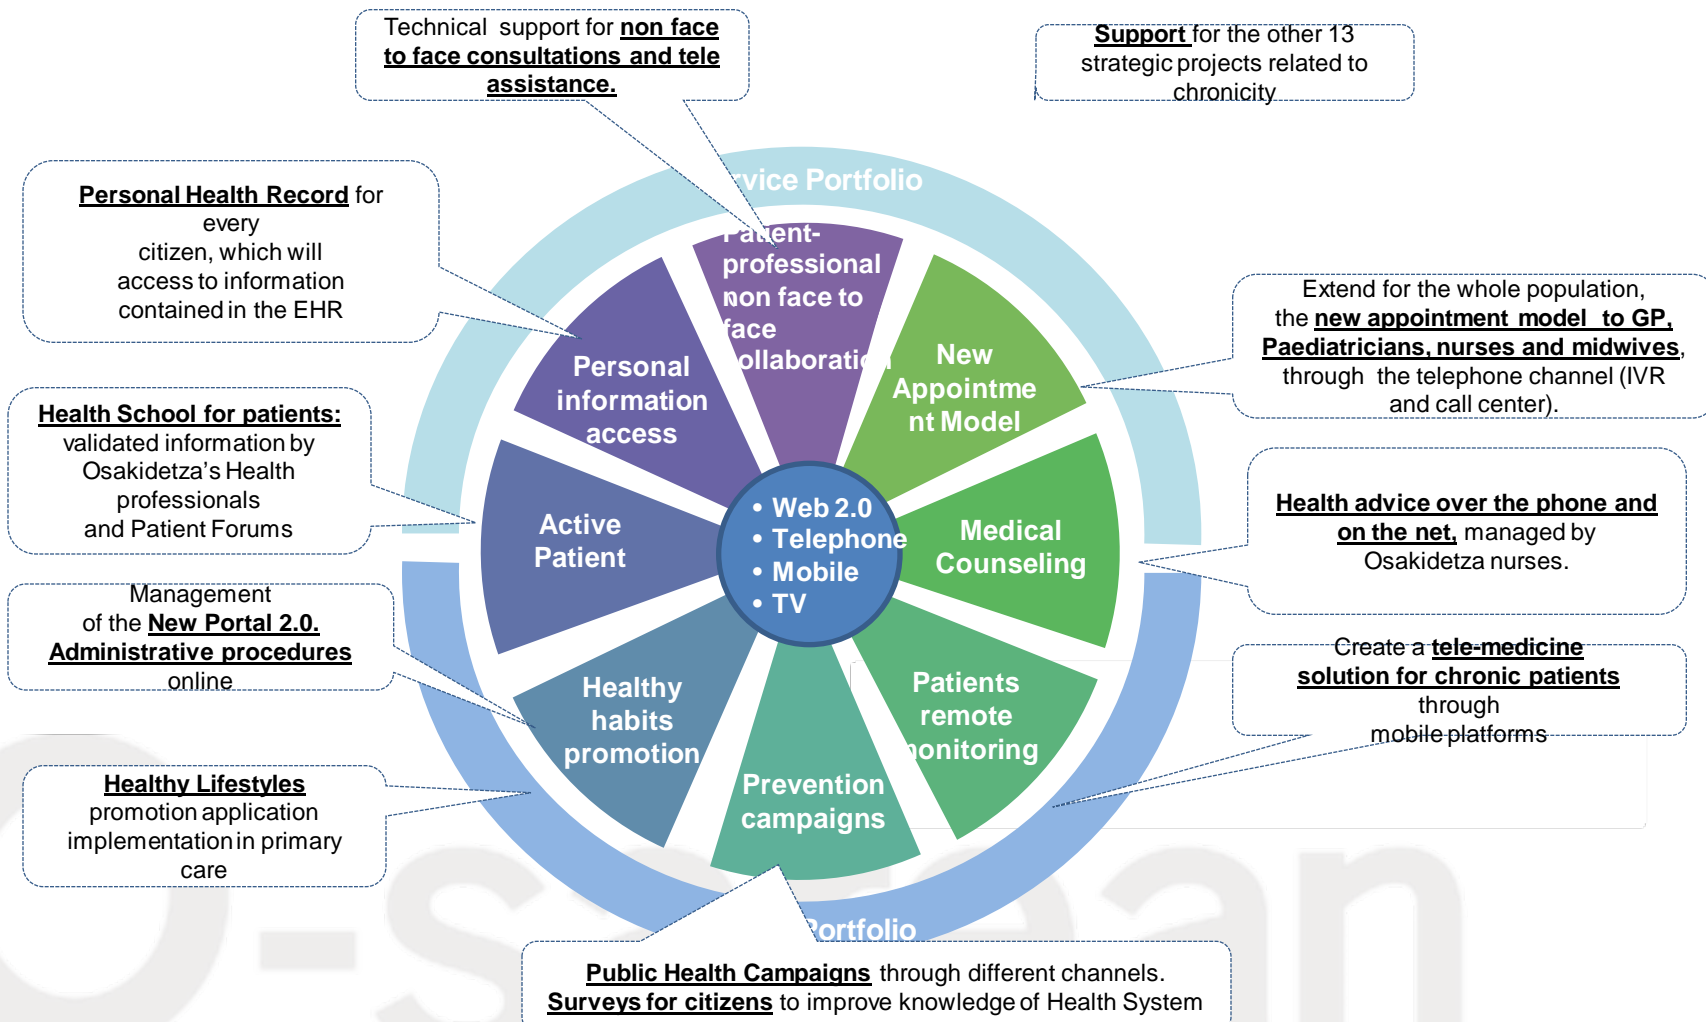 Technical support for non face
to face consultations and tele
assistance.
Support for the other 13
strategic projects related to
chronicity
Personal Health Record for
every
citizen, which will
access to information
contained in the EHR
Portfolio
Patient-
professional
non face to
face
Extend for the whole population,
the new appointment model to GP,
Paediatricians, nurses and midwives,
through the telephone channel (IVR
and call center).
Personal
information
access
New
Appointme
nt Model
Health School for patients:
validated information by
Osakidetza’s Health
professionals
and Patient Forums
Active
Patient
• Web 2.0
• Telephone
• Mobile
• TV
Medical
Counseling
Health advice over the phone and
on the net, managed by
Osakidetza nurses.
Management
of the New Portal 2.0.
Administrative procedures
online
Healthy
habits
promotion
Patients
remote
monitoring
Create a tele-medicine
solution for chronic patients
through
mobile platforms
Prevention
campaigns
Healthy Lifestyles
promotion application
implementation in primary
care
Portfolio
Public Health Campaigns through different channels.
Surveys for citizens to improve knowledge of Health System